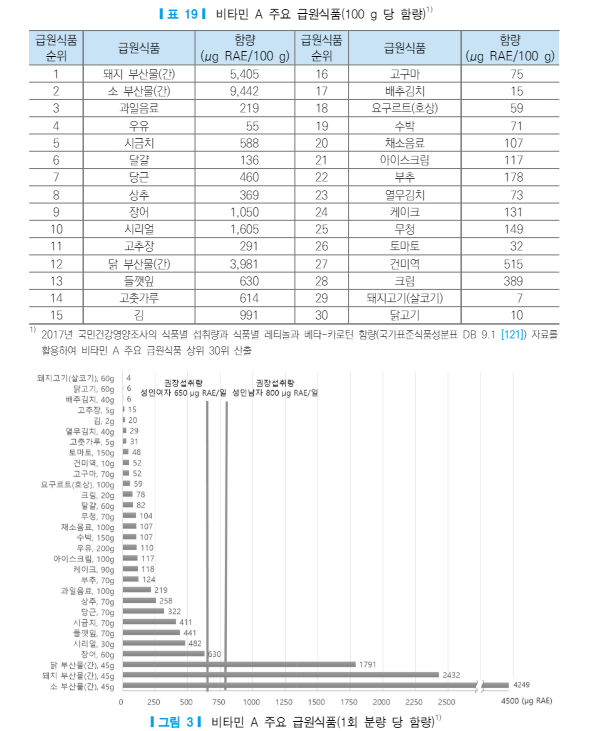 표 19 비타민 A 주요 급원식품(100 g 당 함량)1)
급원식품 순위 급원식품 함량 (μg RAE/100 g) 급원식품 순위 급원식품 함량 (μg RAE/100 g)
1 돼지 부산물(간) 5,405 16 고구마 75
2 소 부산물(간) 9,442 17 배추김치 15
3 과일음료 219 18 요구르트(호상) 59
4 우유 55 19 수박 71
5 시금치 588 20 채소음료 107
6 달걀 136 21 아이스크림 117
7 당근 460 22 부추 178
8 상추 369 23 열무김치 73
9 장어 1,050 24 케이크 131
10 시리얼 1,605 25 무청 149
11 고추장 291 26 토마토 32
12 닭 부산물(간) 3,981 27 건미역 515
13 들깻잎 630 28 크림 389
14 고춧가루 614 29 돼지고기(살코기) 7
15 김 991 30 닭고기 10
1) 2017년 국민건강영양조사의 식품별 섭취량과 식품별 레티놀과 베타-카로틴 함량(국가표준식품성분표 DB 9.1 [121]) 자료를
활용하여 비타민 A 주요 급원식품 상위 30위 산출
권장섭취량 권장섭취량
성인여자 650 μg RAE/일 성민남자 800 μg RAE/일
돼지고기(살코기), 60g 4
닭고기, 60g 6
배추김치, 40g 6
고추장, 5g 15
김, 2g 20
열무김치, 40g 29
고춧가루, 5g 31
토마토, 150g 48
건미역, 10g 52
고구마, 70g 52
요구르트(호상), 100g 59
크림, 20g 78
달걀, 60g 82
무청, 70g 104
채소음료, 100g 107
수박, 150g 107
우유, 200g 110
아이스크림, 100g 117
케이크, 90g 118
부추, 70g 124
과일음료, 100g 219
상추, 70g 258
당근, 70g 322
시금치, 70g 411
들깻잎, 70g 441
시리얼, 30g 482
장어, 60g 630
닭 부산물(간), 45g 1791
돼지 부산물(간), 45g 2432
소 부산물(간), 45g 4249
0 250 500 750 1000 1250 1500 1750 2000 2250 2500 4500 (μg RAE)
그림 3 비타민 A 주요 급원식품(1회 분량 당 함량)1)